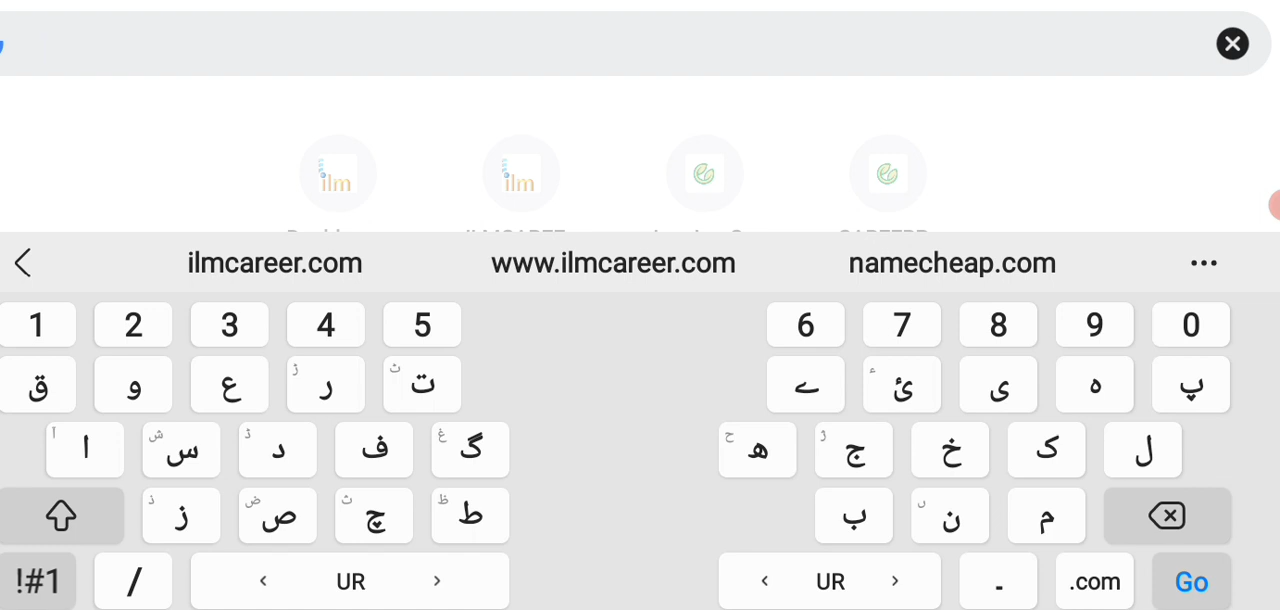 ilm ilm
ilmcareer.com www.ilmcareer.com namecheap.com
1 2 3 4 5 6 7 8 9 0
ق و ع ر ڑ ت ٹ ے ئ ء ی ہ پ
ا آ س ش د ڈ ف گ غ ھ ح ج ژ خ ک ل
ز ذ ص ض چ ث ط ظ ب ن ں م
!#1 / < UR > < UR > ۔ .com Go